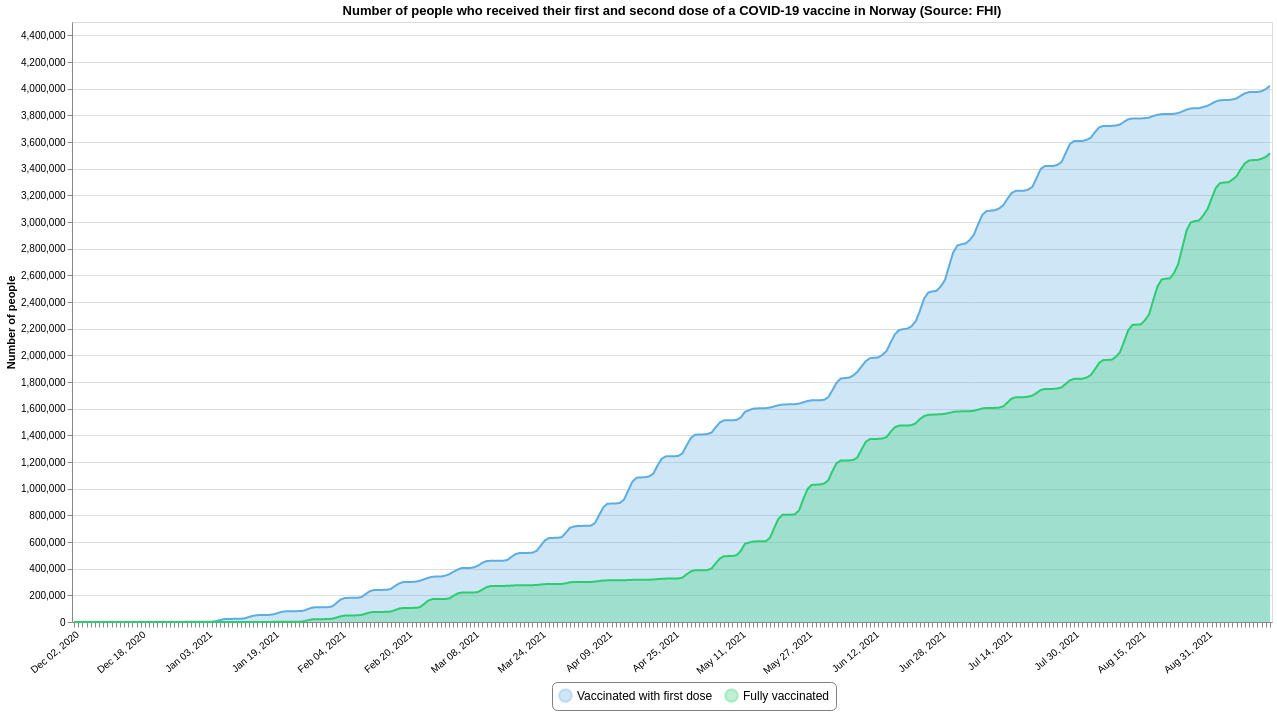 Number of people who received their first and second dose of a COVID-19 vaccine in Norway (Source: FHI)
Number of people
4,400,000
4,200,000
4,000,000
3,800,000
3,600,000
3,400,000
3,200,000
3,000,000
2,800,000
2,600,000
2,400,000
2,200,000
2,000,000
1,800,000
1,600,000
1,400,000
1,200,000
1,000,000
800,000
600,000
400,000
200,000
0
Dec 02, 2020
Dec 18, 2020
Jan 03, 2021
Jan 19, 2021
Feb 04, 2021
Feb 20, 2021
Mar 08, 2021
Mar 24, 2021
Apr 09, 2021
Apr 25, 2021
May 11, 2021
May 27, 2021
Jun 12, 2021
Jun 28, 2021
Jul 14, 2021
Jul 30, 2021
Aug 15, 2021
Aug 31, 2021
Vaccinated with first dose
Fully vaccinated